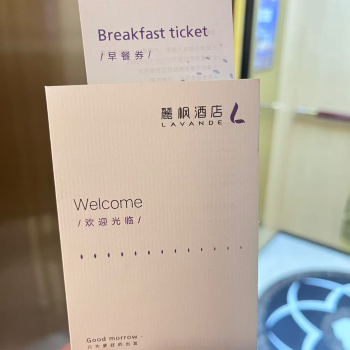 Breakfast ticket
/早餐券/
麗枫酒店
LAVANDE
Welcome
/欢迎光临/
Good morrow -